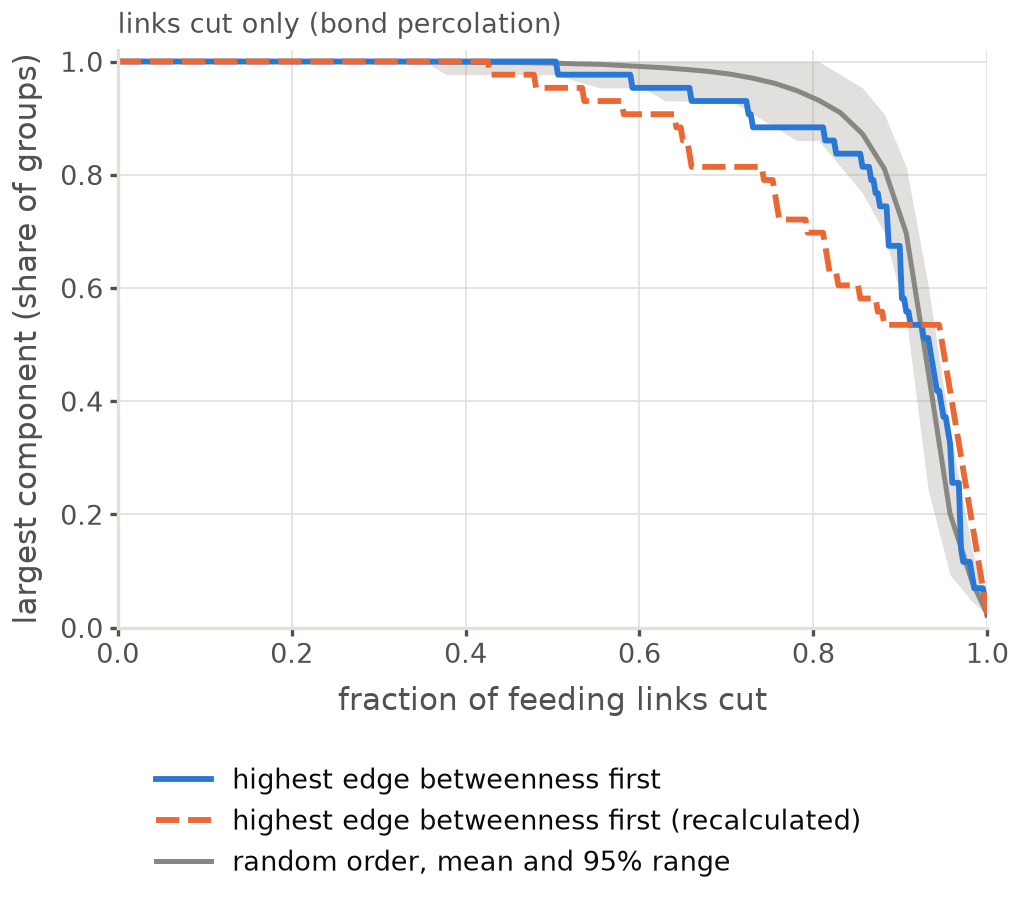 links cut only (bond percolation)
largest component (share of groups)
1.0
0.8
0.6
0.4
0.2
0.0
0.0 0.2 0.4 0.6 0.8 1.0
fraction of feeding links cut
highest edge betweenness first
highest edge betweenness first (recalculated)
random order, mean and 95% range